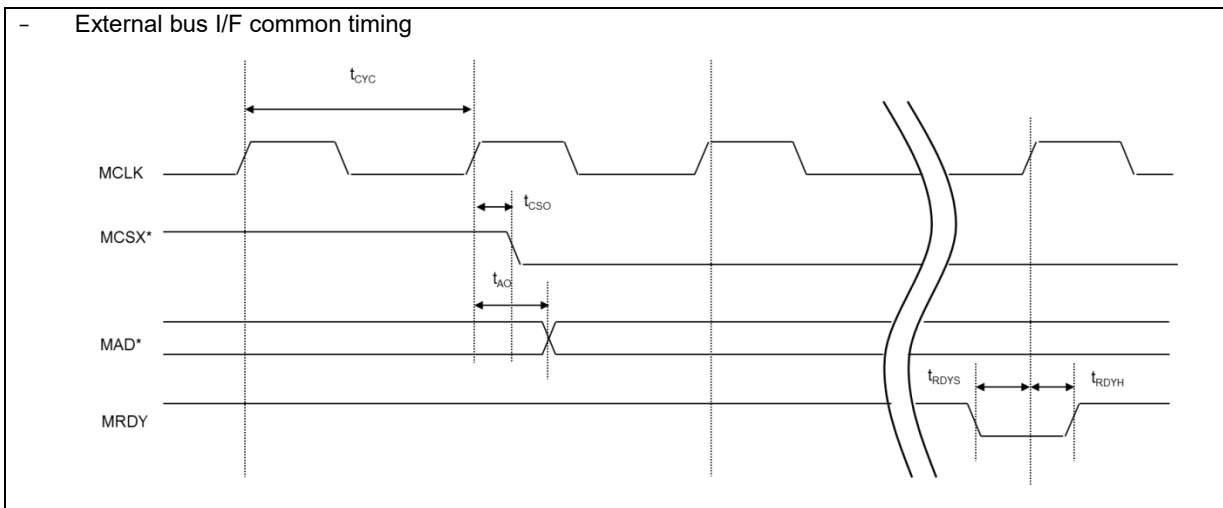 – External bus I/F common timing
tCYC
MCLK
tCSO
MCSX*
tAO
MAD*
tRDYS
tRDYH
MRDY